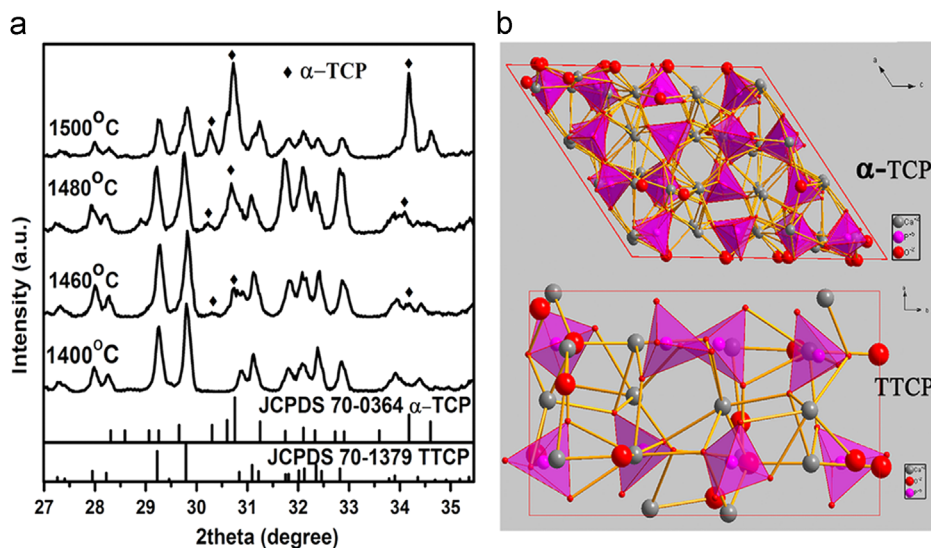 a
b
♦ α-TCP
1500°C
1480°C
1460°C
1400°C
JCPDS 70-0364 α-TCP
JCPDS 70-1379 TTCP
27 28 29 30 31 32 33 34 35
2theta (degree)
Intensity (a.u.)
a
c
α-TCP
P
O
a
TTCP
O
P